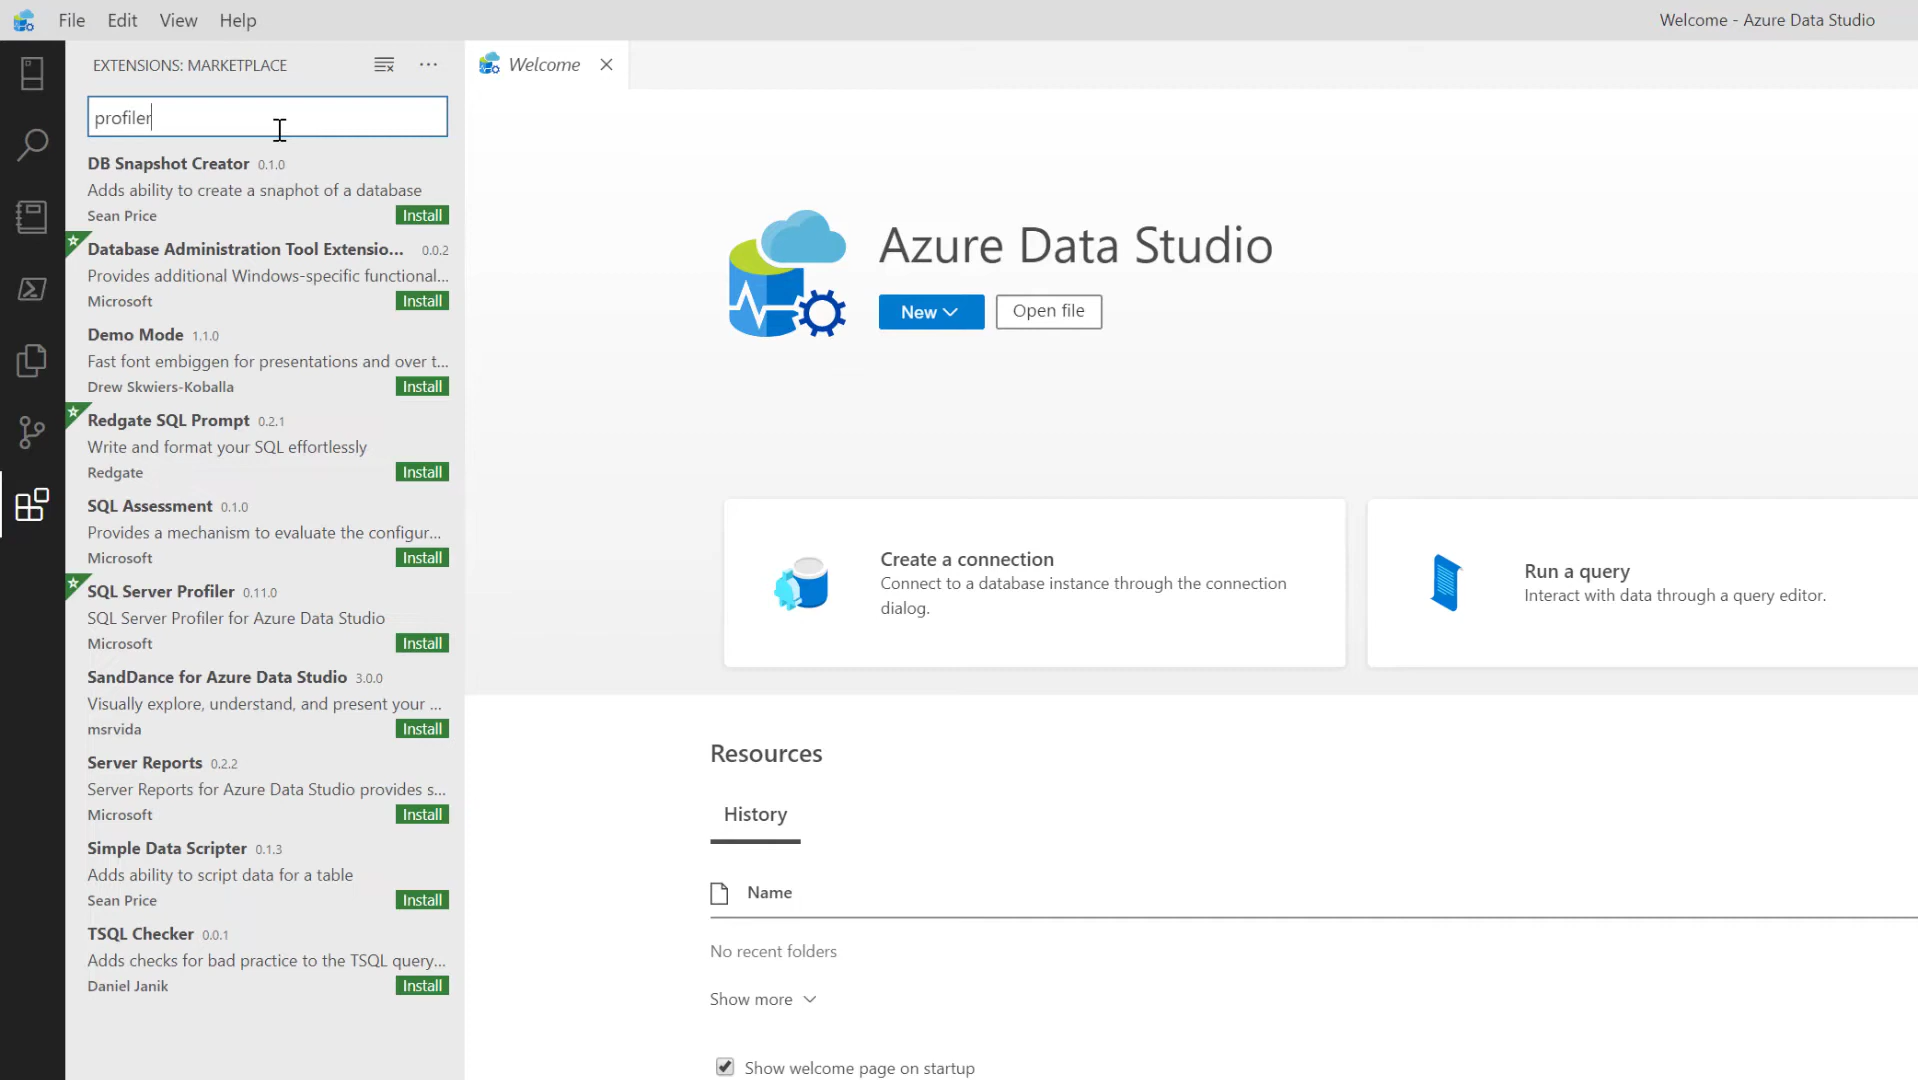 File Edit View Help
Welcome - Azure Data Studio
EXTENSIONS: MARKETPLACE
profiler
DB Snapshot Creator 0.1.0
Adds ability to create a snaphot of a database
Sean Price Install
Database Administration Tool Extensio... 0.0.2
Provides additional Windows-specific functional...
Microsoft Install
Demo Mode 1.1.0
Fast font embiggen for presentations and over t...
Drew Skwiers-Koballa Install
Redgate SQL Prompt 0.2.1
Write and format your SQL effortlessly
Redgate Install
SQL Assessment 0.1.0
Provides a mechanism to evaluate the configur...
Microsoft Install
SQL Server Profiler 0.11.0
SQL Server Profiler for Azure Data Studio
Microsoft Install
SandDance for Azure Data Studio 3.0.0
Visually explore, understand, and present your ...
msrvida Install
Server Reports 0.2.2
Server Reports for Azure Data Studio provides s...
Microsoft Install
Simple Data Scripter 0.1.3
Adds ability to script data for a table
Sean Price Install
TSQL Checker 0.0.1
Adds checks for bad practice to the TSQL query...
Daniel Janik Install
Welcome
Azure Data Studio
New Open file
Create a connection
Connect to a database instance through the connection
dialog.
Run a query
Interact with data through a query editor.
Resources
History
Name
No recent folders
Show more
Show welcome page on startup